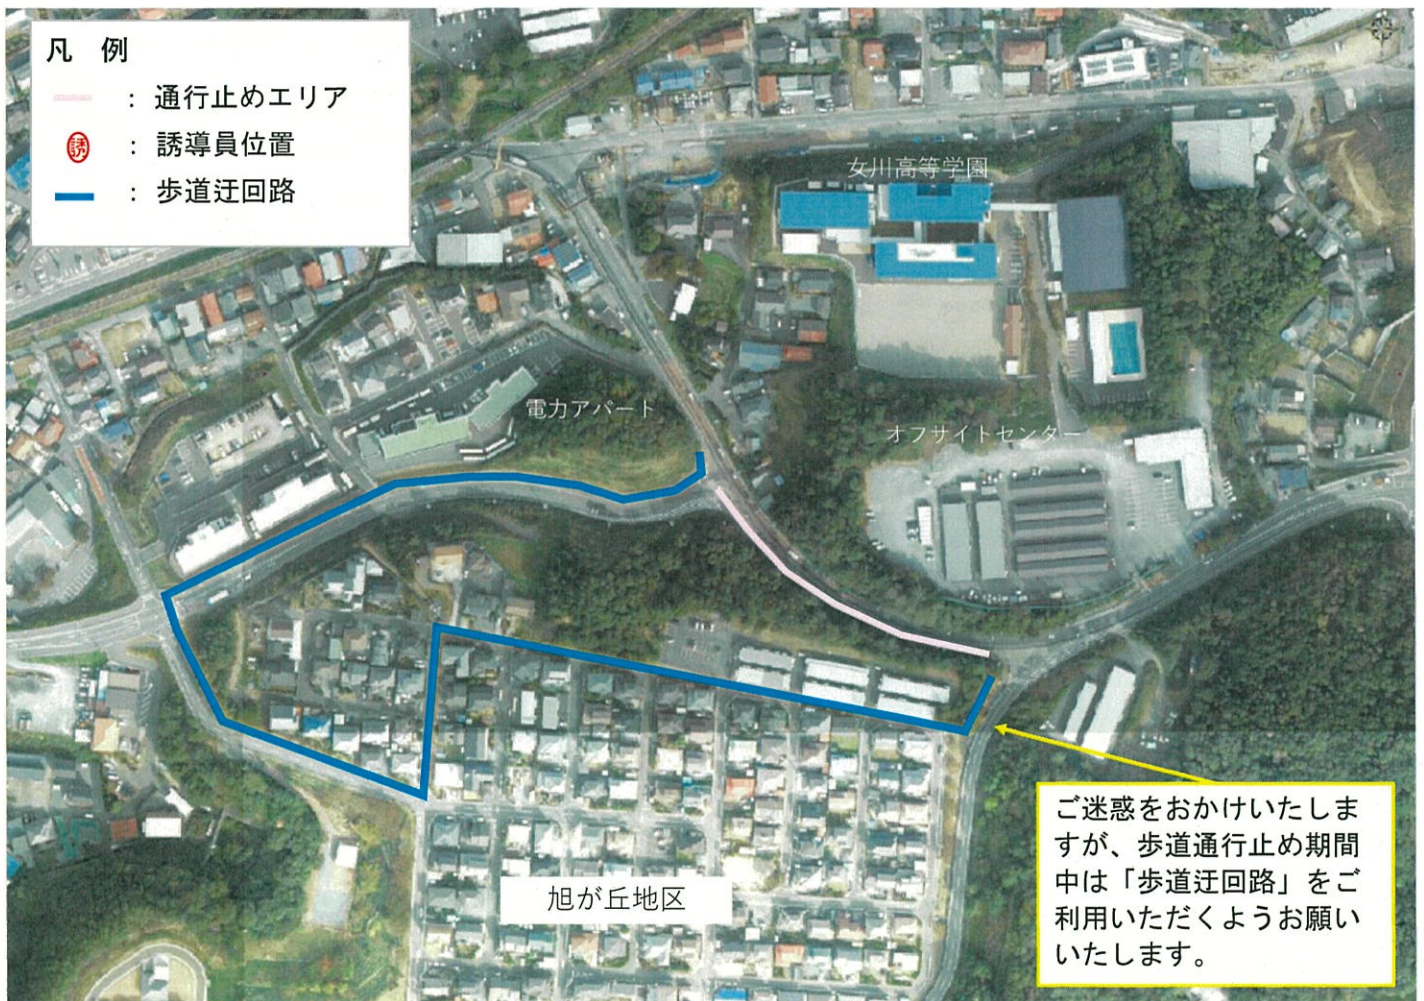 凡 例
： 通行止めエリア
誘 ： 誘導員位置
： 歩道迂回路
女川高等学園
電力アパート
オフサイトセンター
旭が丘地区
ご迷惑をおかけいたしま
すが、歩道通行止め期間
中は「歩道迂回路」をご
利用いただくようお願い
いたします。